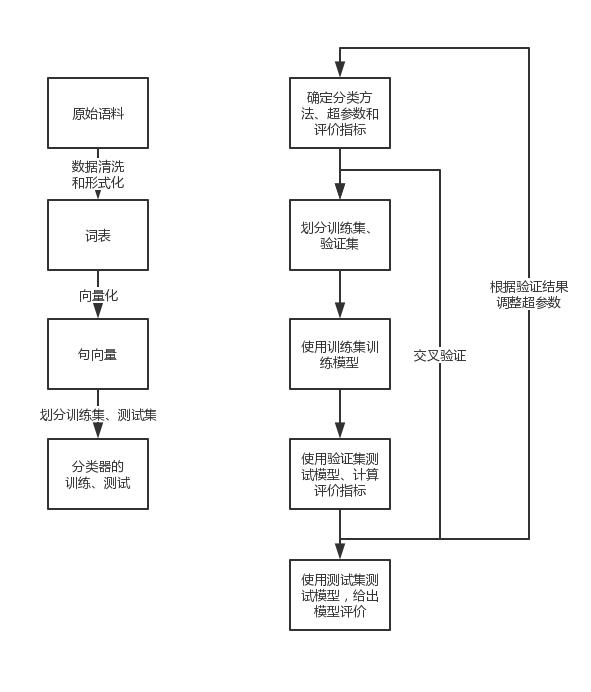 原始语料
数据清洗
和形式化
词表
向量化
句向量
划分训练集、测试集
分类器的
训练、测试
确定分类方
法、超参数和
评价指标
划分训练集、
验证集
使用训练集训
练模型
使用验证集测
试模型、计算
评价指标
使用测试集测
试模型，给出
模型评价
交叉验证
根据验证结果
调整超参数